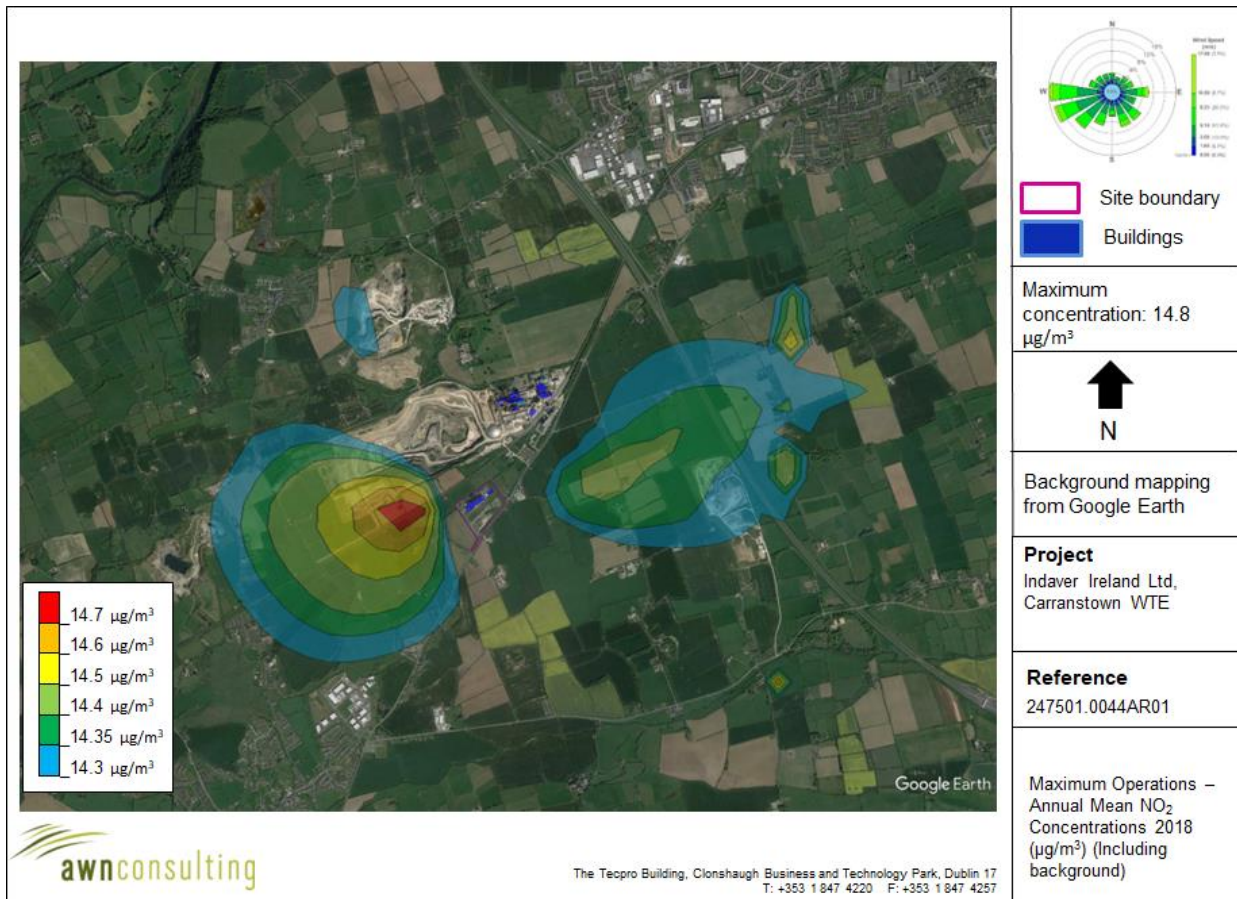 N
W
E
S
Wind Speed
Site boundary
Buildings
Maximum
concentration: 14.8
µg/m³
N
Background mapping
from Google Earth
Project
Indaver Ireland Ltd,
Carranstown WTE
Reference
247501.0044AR01
Maximum Operations –
Annual Mean NO₂
Concentrations 2018
(µg/m³) (Including
background)
14.7 µg/m³
14.6 µg/m³
14.5 µg/m³
14.4 µg/m³
14.35 µg/m³
14.3 µg/m³
Google Earth
awnconsulting
The Tecpro Building, Clonshaugh Business and Technology Park, Dublin 17
T: +353 1 847 4220 F: +353 1 847 4257